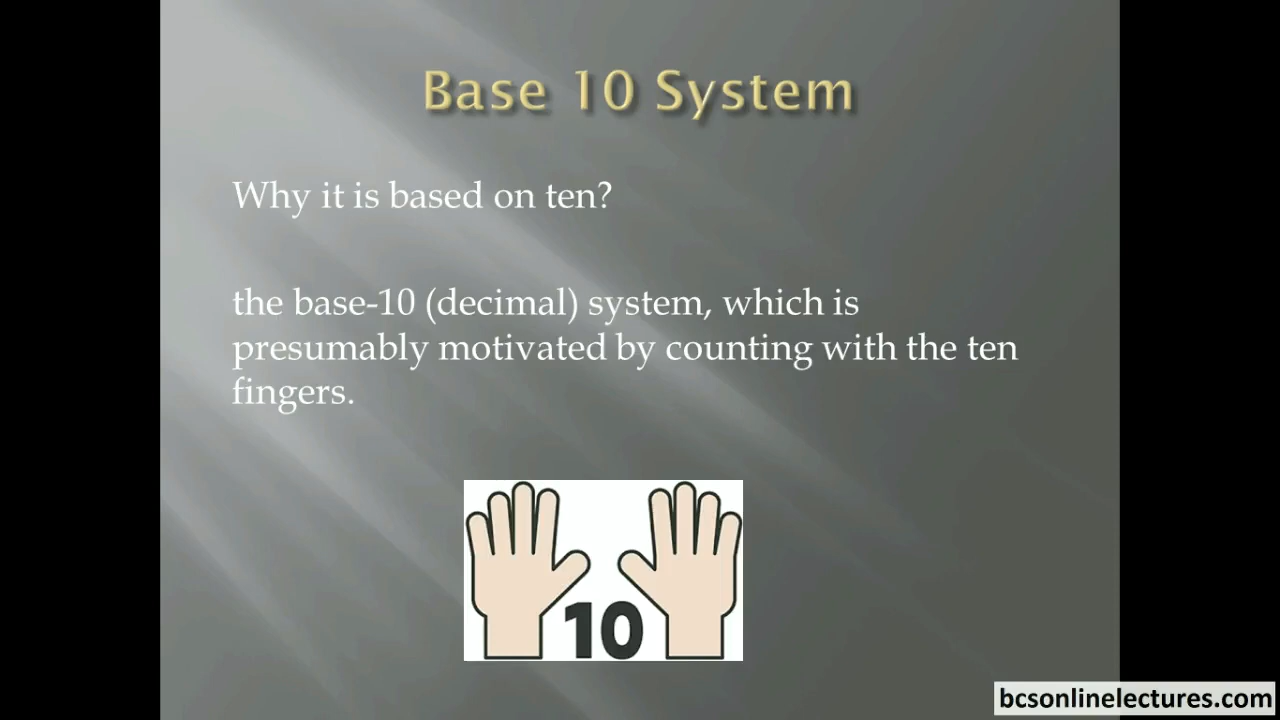 Base 10 System
Why it is based on ten?
the base-10 (decimal) system, which is
presumably motivated by counting with the ten
fingers.
10
bcsonlinelectures.com